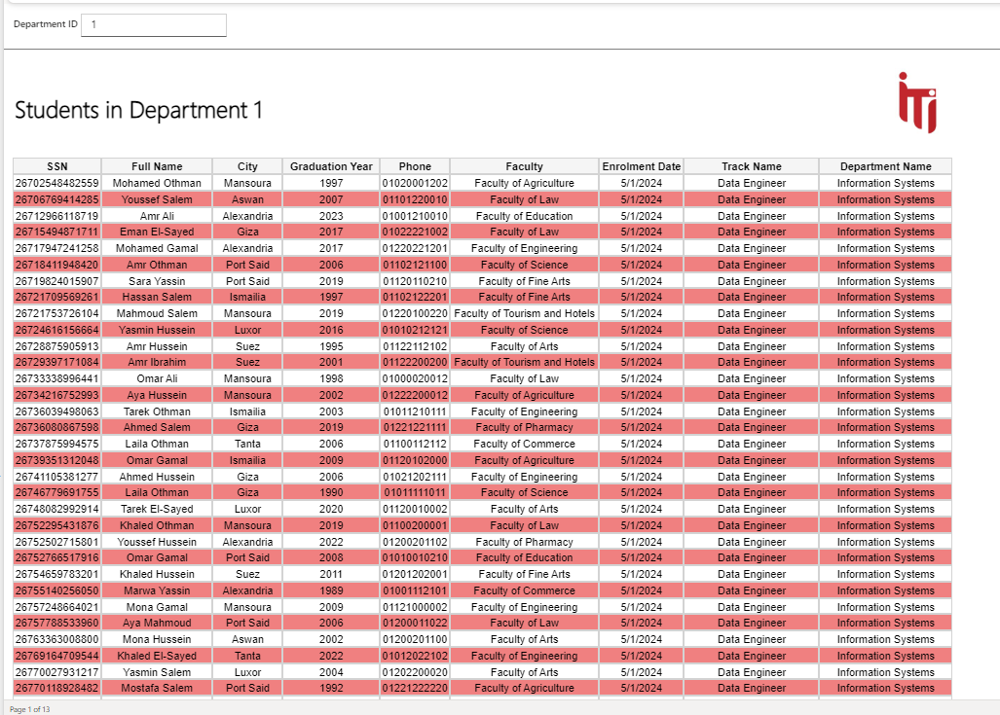 Department ID 1
Students in Department 1
iTi
SSN Full Name City Graduation Year Phone Faculty Enrolment Date Track Name Department Name
26702548482559 Mohamed Othman Mansoura 1997 01020001202 Faculty of Agriculture 5/1/2024 Data Engineer Information Systems
26706769414285 Youssef Salem Aswan 2007 01101220010 Faculty of Law 5/1/2024 Data Engineer Information Systems
26712966118719 Amr Ali Alexandria 2023 01001210010 Faculty of Education 5/1/2024 Data Engineer Information Systems
26715494871711 Eman El-Sayed Giza 2017 01022221002 Faculty of Law 5/1/2024 Data Engineer Information Systems
26717947241258 Mohamed Gamal Alexandria 2017 01220221201 Faculty of Engineering 5/1/2024 Data Engineer Information Systems
26718411948420 Amr Othman Port Said 2006 01102121100 Faculty of Science 5/1/2024 Data Engineer Information Systems
26719824015907 Sara Yassin Port Said 2019 01120110210 Faculty of Fine Arts 5/1/2024 Data Engineer Information Systems
26721709569261 Hassan Salem Ismailia 1997 01102122201 Faculty of Fine Arts 5/1/2024 Data Engineer Information Systems
26721753726104 Mahmoud Salem Mansoura 2019 01220100220 Faculty of Tourism and Hotels 5/1/2024 Data Engineer Information Systems
26724616156664 Yasmin Hussein Luxor 2016 01010212121 Faculty of Science 5/1/2024 Data Engineer Information Systems
26728875905913 Amr Hussein Suez 1995 01122112102 Faculty of Arts 5/1/2024 Data Engineer Information Systems
26729397171084 Amr Ibrahim Suez 2001 01122200200 Faculty of Tourism and Hotels 5/1/2024 Data Engineer Information Systems
26733338996441 Omar Ali Mansoura 1998 01000020012 Faculty of Law 5/1/2024 Data Engineer Information Systems
26734216752993 Aya Hussein Mansoura 2002 01222200012 Faculty of Agriculture 5/1/2024 Data Engineer Information Systems
26736039498063 Tarek Othman Ismailia 2003 01011210111 Faculty of Engineering 5/1/2024 Data Engineer Information Systems
26736080867598 Ahmed Salem Giza 2019 01221221111 Faculty of Pharmacy 5/1/2024 Data Engineer Information Systems
26737875994575 Laila Othman Tanta 2006 01100112112 Faculty of Commerce 5/1/2024 Data Engineer Information Systems
26739351312048 Omar Gamal Ismailia 2009 01120102000 Faculty of Agriculture 5/1/2024 Data Engineer Information Systems
26741105381277 Ahmed Hussein Giza 2006 01021202111 Faculty of Engineering 5/1/2024 Data Engineer Information Systems
26746779691755 Laila Othman Giza 1990 01011111011 Faculty of Science 5/1/2024 Data Engineer Information Systems
26748082992914 Tarek El-Sayed Luxor 2020 01120010002 Faculty of Arts 5/1/2024 Data Engineer Information Systems
26752295431876 Khaled Othman Mansoura 2019 01100200001 Faculty of Law 5/1/2024 Data Engineer Information Systems
26752502715801 Youssef Hussein Alexandria 2022 01200201102 Faculty of Pharmacy 5/1/2024 Data Engineer Information Systems
26752766517916 Omar Gamal Port Said 2008 01010010210 Faculty of Education 5/1/2024 Data Engineer Information Systems
26754659783201 Khaled Hussein Suez 2011 01201202001 Faculty of Fine Arts 5/1/2024 Data Engineer Information Systems
26755140256050 Marwa Yassin Alexandria 1989 01001112101 Faculty of Commerce 5/1/2024 Data Engineer Information Systems
26757248664021 Mona Gamal Mansoura 2009 01121000002 Faculty of Engineering 5/1/2024 Data Engineer Information Systems
26757788533960 Aya Mahmoud Port Said 2006 01200011022 Faculty of Law 5/1/2024 Data Engineer Information Systems
26763363008800 Mona Hussein Aswan 2002 01200201100 Faculty of Arts 5/1/2024 Data Engineer Information Systems
26769164709544 Khaled El-Sayed Tanta 2022 01012022102 Faculty of Engineering 5/1/2024 Data Engineer Information Systems
26770027931217 Yasmin Salem Luxor 2004 01202200020 Faculty of Arts 5/1/2024 Data Engineer Information Systems
26770118928482 Mostafa Salem Port Said 1992 01221222220 Faculty of Agriculture 5/1/2024 Data Engineer Information Systems
Page 1 of 13